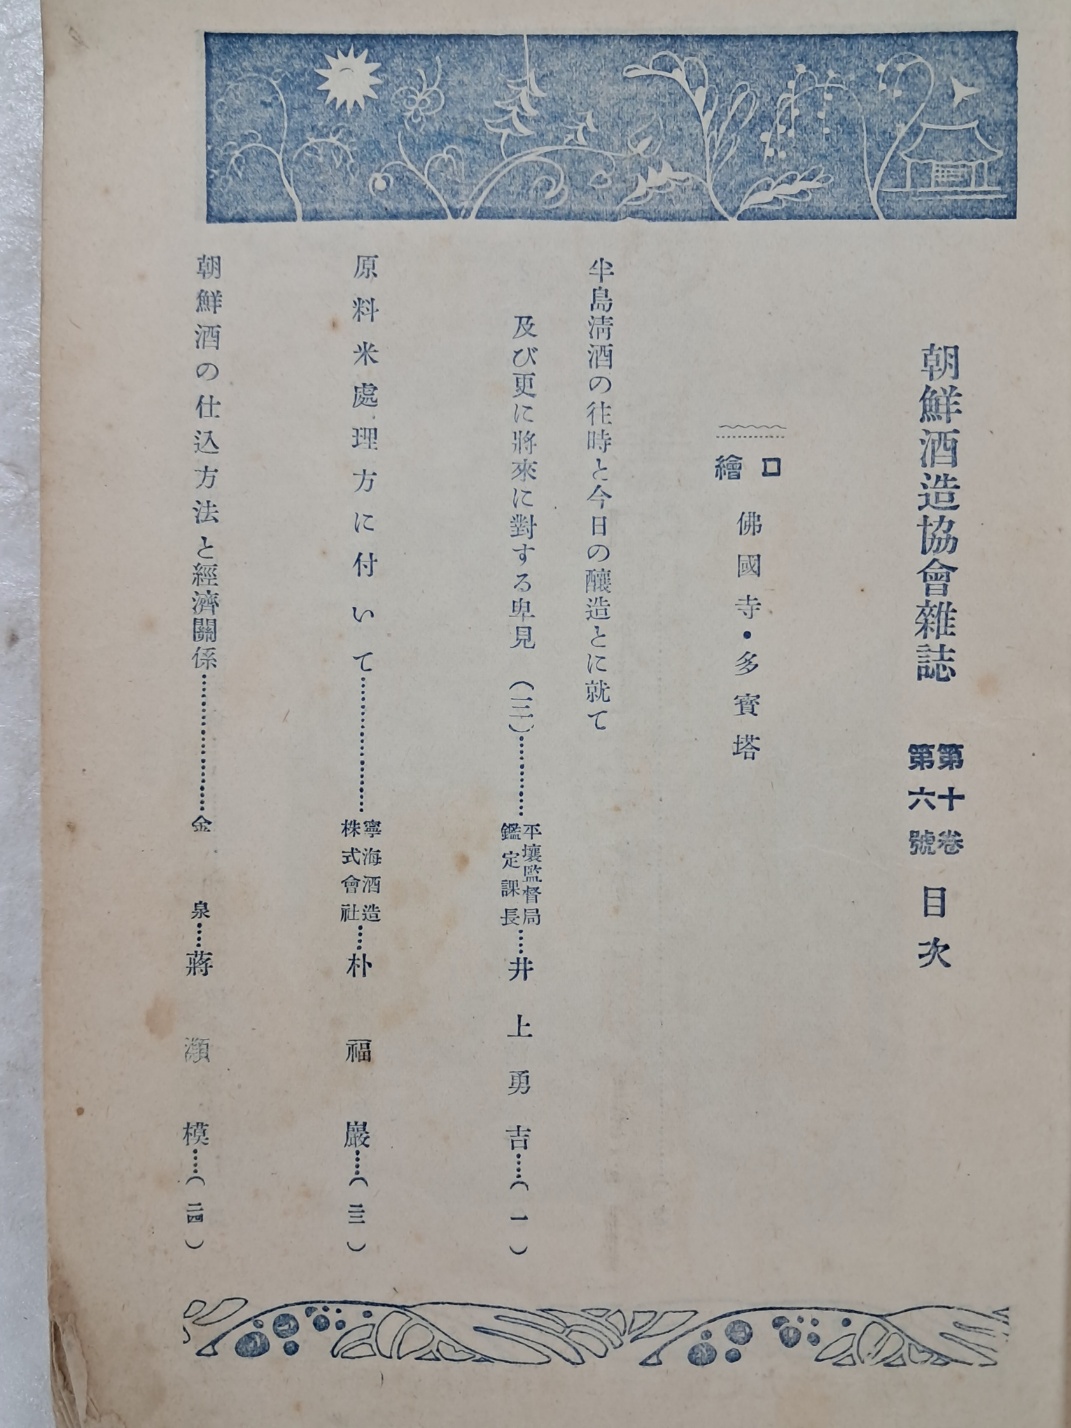 朝鮮酒造協會雜誌 第十卷 第六號 目次
口繪 佛國寺・多寳塔
半島淸酒の往時と今日の釀造とに就て
及び更に將來に對する卑見 (三)………平壤監督局鑑定課長……井上勇吉……(一)
原料米處理方に付いて………寧海酒造株式會社……朴福巖……(三三)
朝鮮酒の仕込方法と經濟關係………金泉……蔣灝模……(三四)